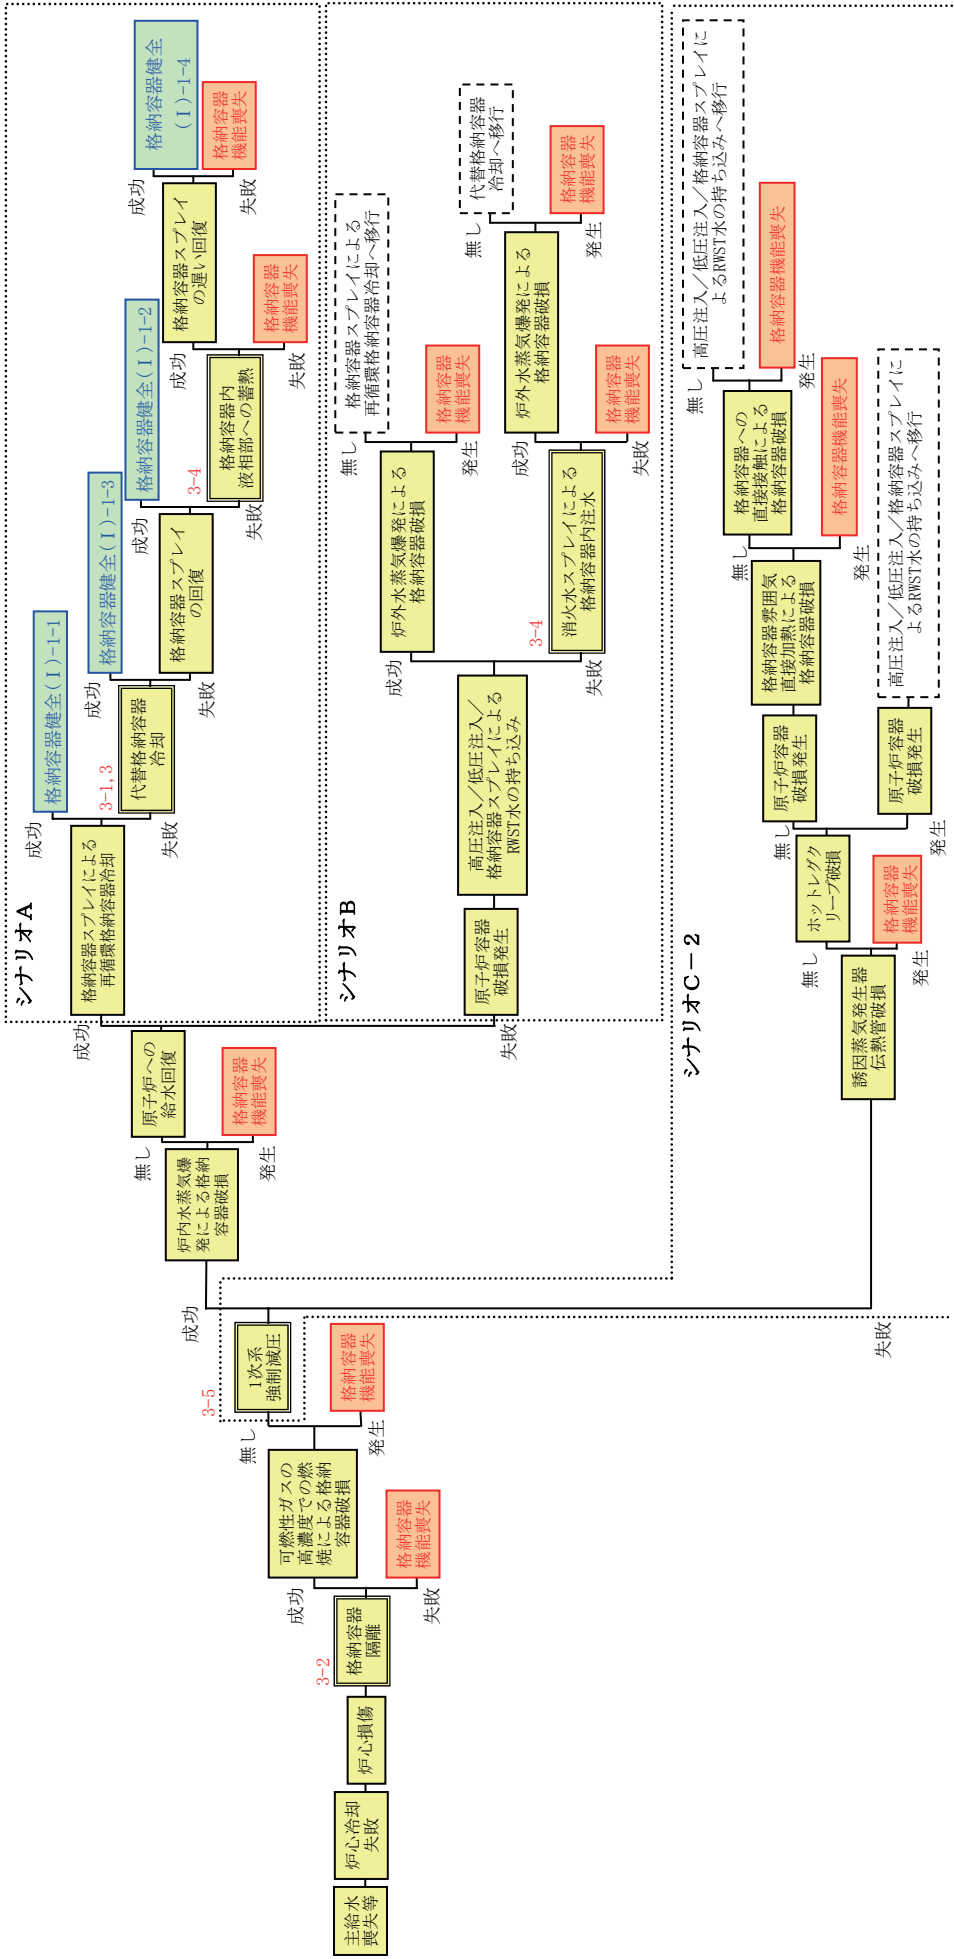 主給水
喪失等
炉心冷却
失敗
炉心損傷
3-2
格納容器
隔離
成功
失敗
格納容器
機能喪失
可燃性ガスの
高濃度での燃
焼による格納
容器破損
無し
発生
格納容器
機能喪失
3-5
1次系
強制減圧
成功
失敗
炉内水蒸気爆
発による格納
容器破損
無し
発生
格納容器
機能喪失
原子炉への
給水回復
成功
失敗
シナリオA
格納容器スプレイによる
再循環格納容器冷却
成功
失敗
格納容器健全(Ⅰ)-1-1
3-1, 3
代替格納容器
冷却
成功
失敗
格納容器健全(Ⅰ)-1-3
格納容器スプレイ
の回復
成功
失敗
格納容器健全(Ⅰ)-1-2
3-4
格納容器内
液相部への蓄熱
成功
失敗
格納容器
機能喪失
格納容器スプレイ
の遅い回復
成功
失敗
格納容器健全
(Ⅰ)-1-4
格納容器
機能喪失
シナリオB
原子炉容器
破損発生
高圧注入/低圧注入/
格納容器スプレイによる
RWST水の持ち込み
成功
失敗
炉外水蒸気爆発による
格納容器破損
無し
発生
格納容器スプレイによる
再循環格納容器冷却へ移行
格納容器
機能喪失
3-4
消火水スプレイによる
格納容器内注水
成功
失敗
格納容器
機能喪失
炉外水蒸気爆発による
格納容器破損
無し
発生
代替格納容器
冷却へ移行
格納容器
機能喪失
シナリオC-2
誘因蒸気発生器
伝熱管破損
無し
発生
格納容器
機能喪失
ホットレグク
リープ破損
無し
発生
原子炉容器
破損発生
原子炉容器
破損発生
高圧注入/低圧注入/格納容器スプレイに
よるRWST水の持ち込みへ移行
格納容器雰囲気
直接加熱による
格納容器破損
無し
発生
格納容器機能喪失
格納容器への
直接接触による
格納容器破損
無し
発生
高圧注入/低圧注入/格納容器スプレイに
よるRWST水の持ち込みへ移行
格納容器機能喪失